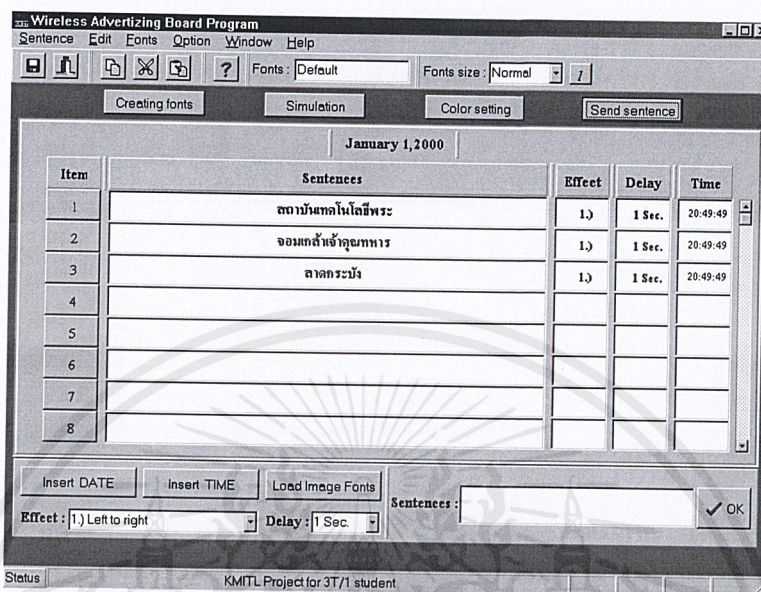 Wireless Advertizing Board Program
Sentence Edit Fonts Option Window Help
? Fonts : Default Fonts size : Normal 1
Creating fonts Simulation Color setting Send sentence
January 1,2000
Item Sentences Effect Delay Time
1 สถาบันเทคโนโลยีพระ 1.) 1 Sec. 20:49:49
2 จอมเกล้าเจ้าคุณทหาร 1.) 1 Sec. 20:49:49
3 ลาดกระบัง 1.) 1 Sec. 20:49:49
4
5
6
7
8
Insert DATE Insert TIME Load Image Fonts
Sentences : OK
Effect : 1.) Left to right Delay : 1 Sec.
Status KMITL Project for 3T/1 student